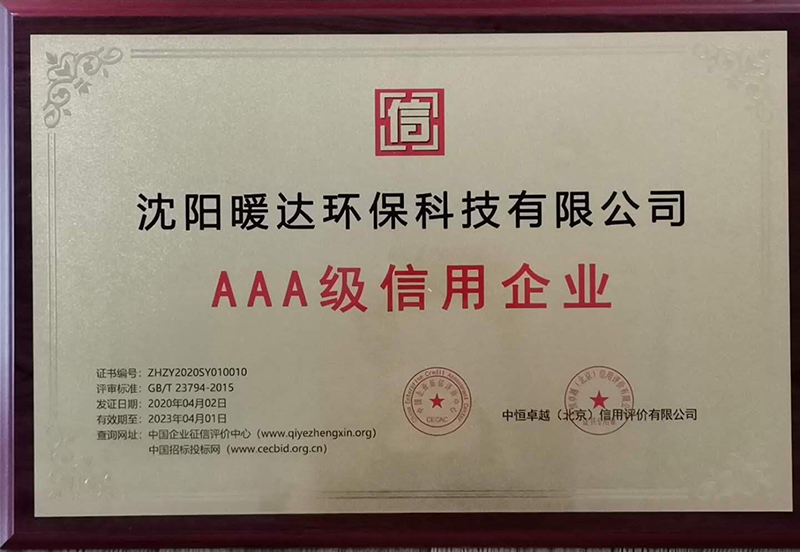 信
沈阳暖达环保科技有限公司
AAA级信用企业
证书编号：ZHZY2020SY010010
评审标准：GB/T 23794-2015
发证日期：2020年04月02日
有效期至：2023年04月01日
查询网址：中国企业征信评价中心（www.qiyezhengxin.org）
中国招标投标网（www.cecbid.org.cn）
CECAC
中恒卓越（北京）信用评价有限公司